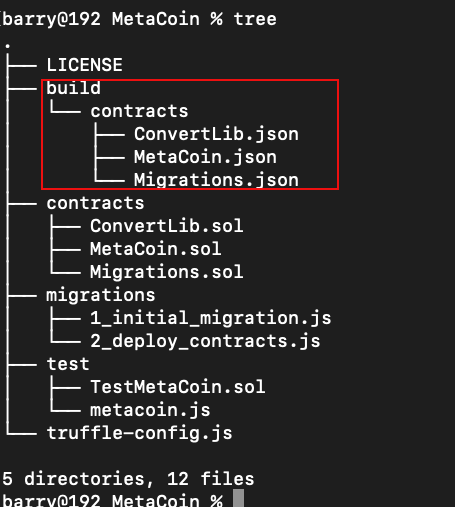 barry@192 MetaCoin % tree
.
├── LICENSE
├── build
│   └── contracts
│       ├── ConvertLib.json
│       ├── MetaCoin.json
│       └── Migrations.json
├── contracts
│   ├── ConvertLib.sol
│   ├── MetaCoin.sol
│   └── Migrations.sol
├── migrations
│   ├── 1_initial_migration.js
│   └── 2_deploy_contracts.js
├── test
│   ├── TestMetaCoin.sol
│   └── metacoin.js
└── truffle-config.js
5 directories, 12 files
barry@192 MetaCoin %